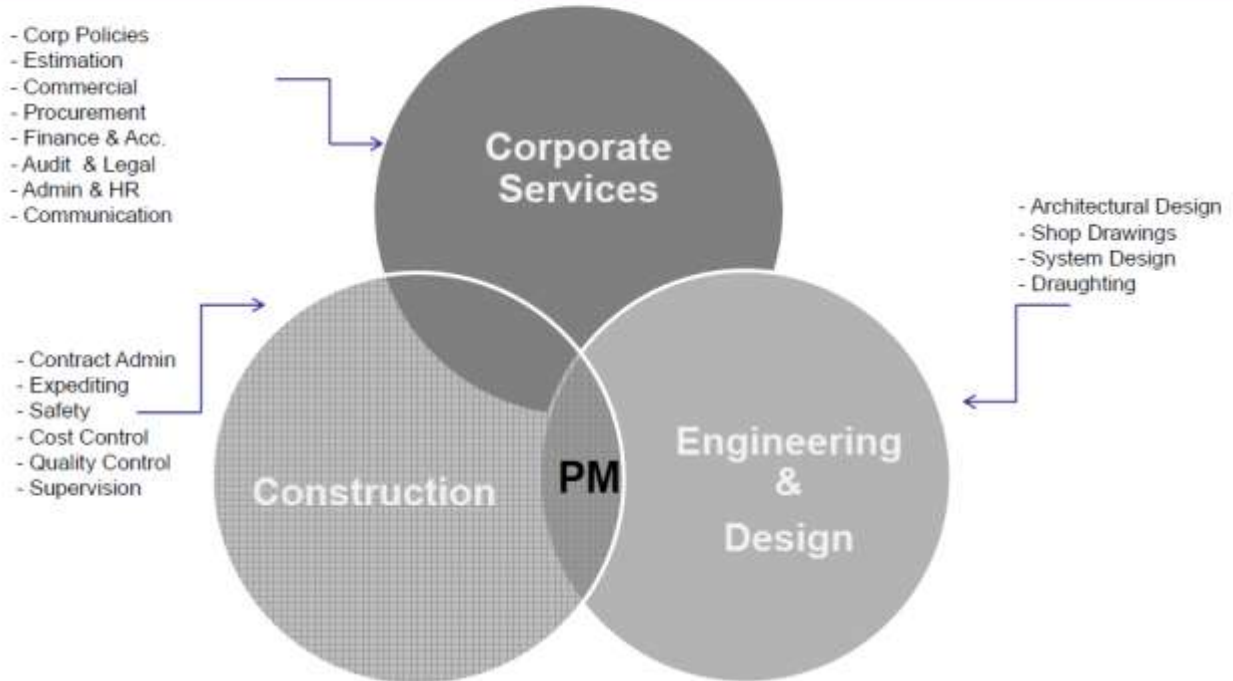 - Corp Policies
- Estimation
- Commercial
- Procurement
- Finance & Acc.
- Audit & Legal
- Admin & HR
- Communication
Corporate
Services
- Architectural Design
- Shop Drawings
- System Design
- Draughting
- Contract Admin
- Expediting
- Safety
- Cost Control
- Quality Control
- Supervision
Construction
PM
Engineering
&
Design